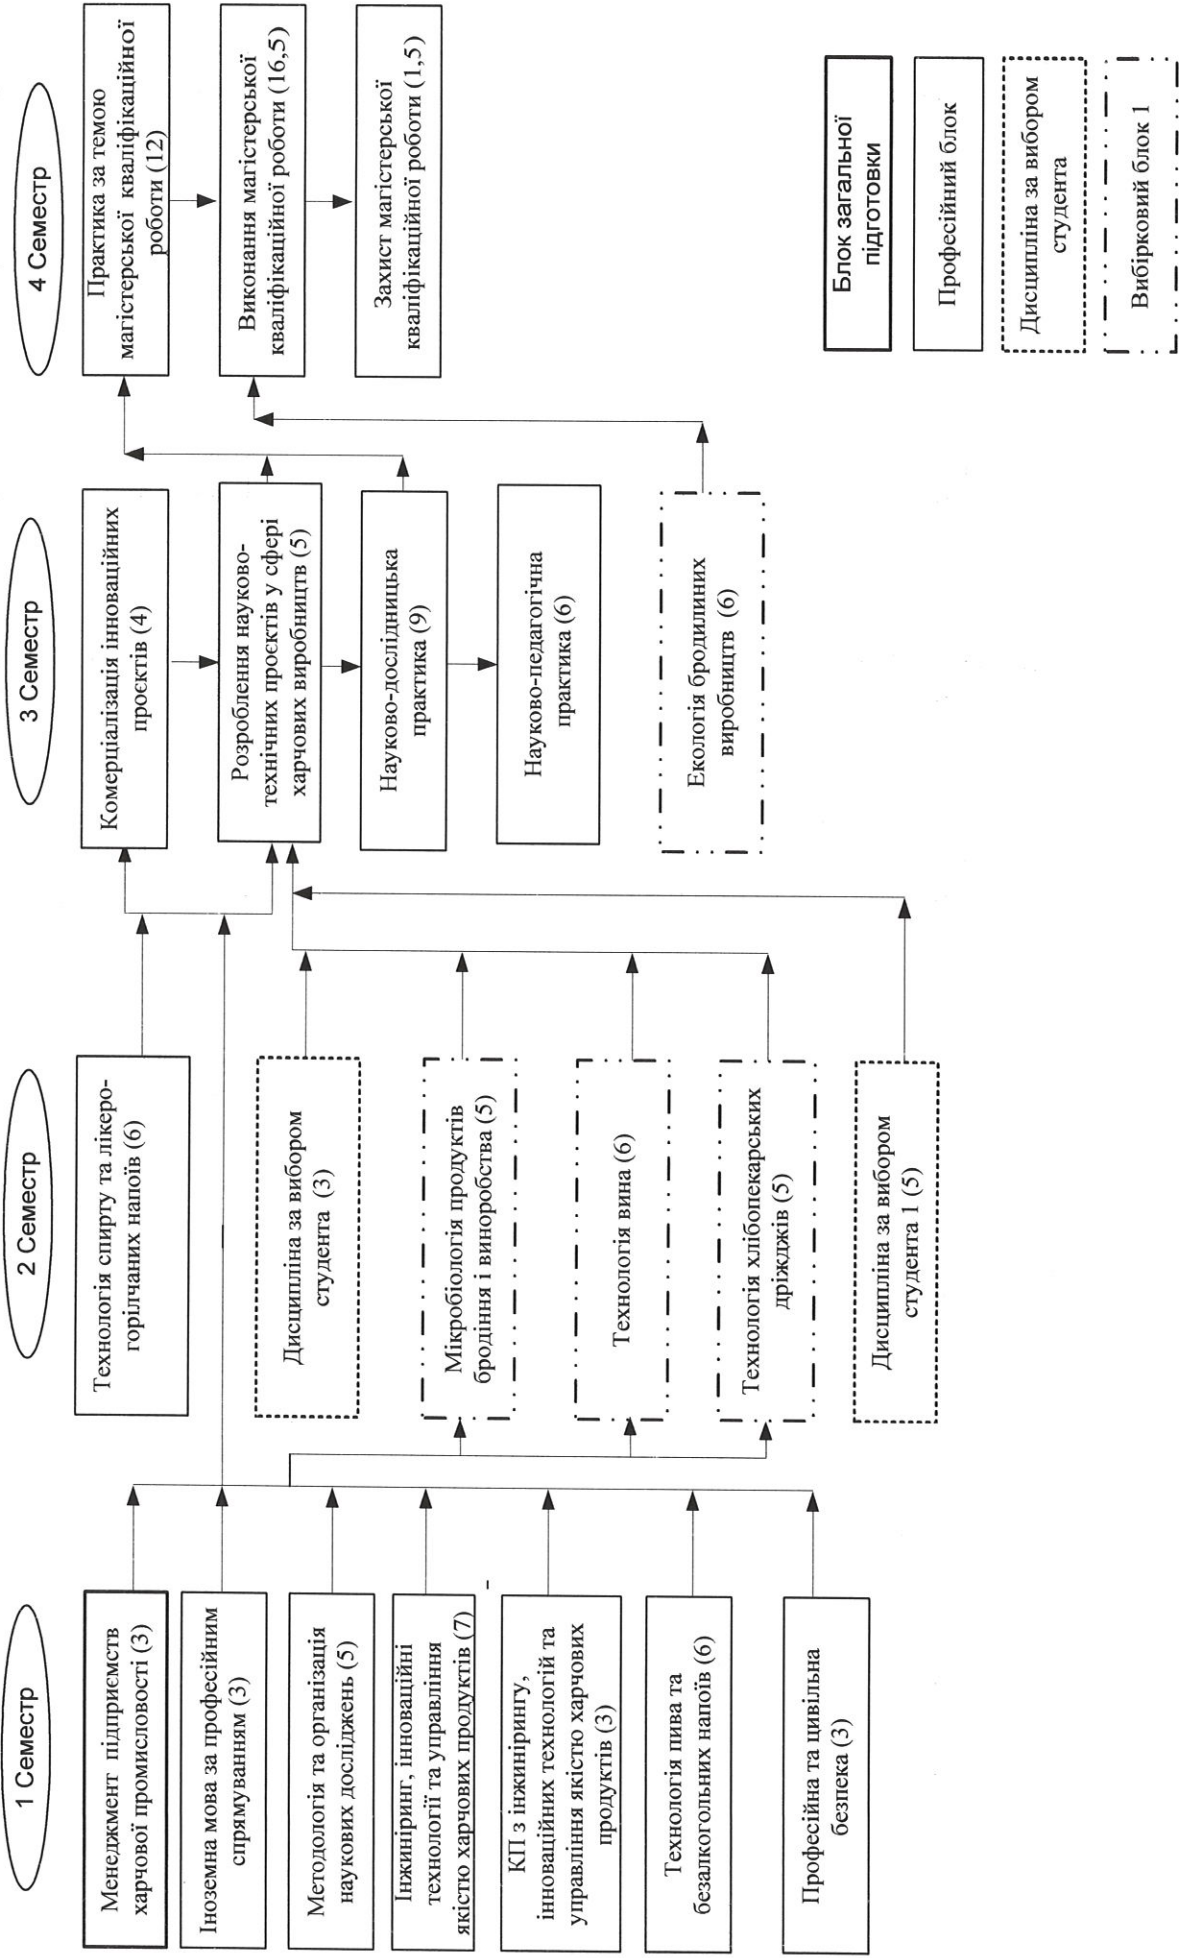 1 Семестр
Менеджмент підприємств
харчової промисловості (3)
Іноземна мова за професійним
спрямуванням (3)
Методологія та організація
наукових досліджень (5)
Інжиніринг, інноваційні
технології та управління
якістю харчових продуктів (7)
КП з інжинірингу,
інноваційних технологій та
управління якістю харчових
продуктів (3)
Технологія пива та
безалкогольних напоїв (6)
Професійна та цивільна
безпека (3)
2 Семестр
Технологія спирту та лікеро-
горілчаних напоїв (6)
Дисципліна за вибором
студента (3)
Мікробіологія продуктів
бродіння і виноробства (5)
Технологія вина (6)
Технологія хлібопекарських
дріжджів (5)
Дисципліна за вибором
студента 1 (5)
3 Семестр
Комерціалізація інноваційних
проєктів (4)
Розроблення науково-
технічних проєктів у сфері
харчових виробництв (5)
Науково-дослідницька
практика (9)
Науково-педагогічна
практика (6)
Екологія бродилиних
виробництв (6)
4 Семестр
Практика за темою
магістерської кваліфікаційної
роботи (12)
Виконання магістерської
кваліфікаційної роботи (16,5)
Захист магістерської
кваліфікаційної роботи (1,5)
Блок загальної
підготовки
Професійний блок
Дисципліна за вибором
студента
Вибірковий блок 1